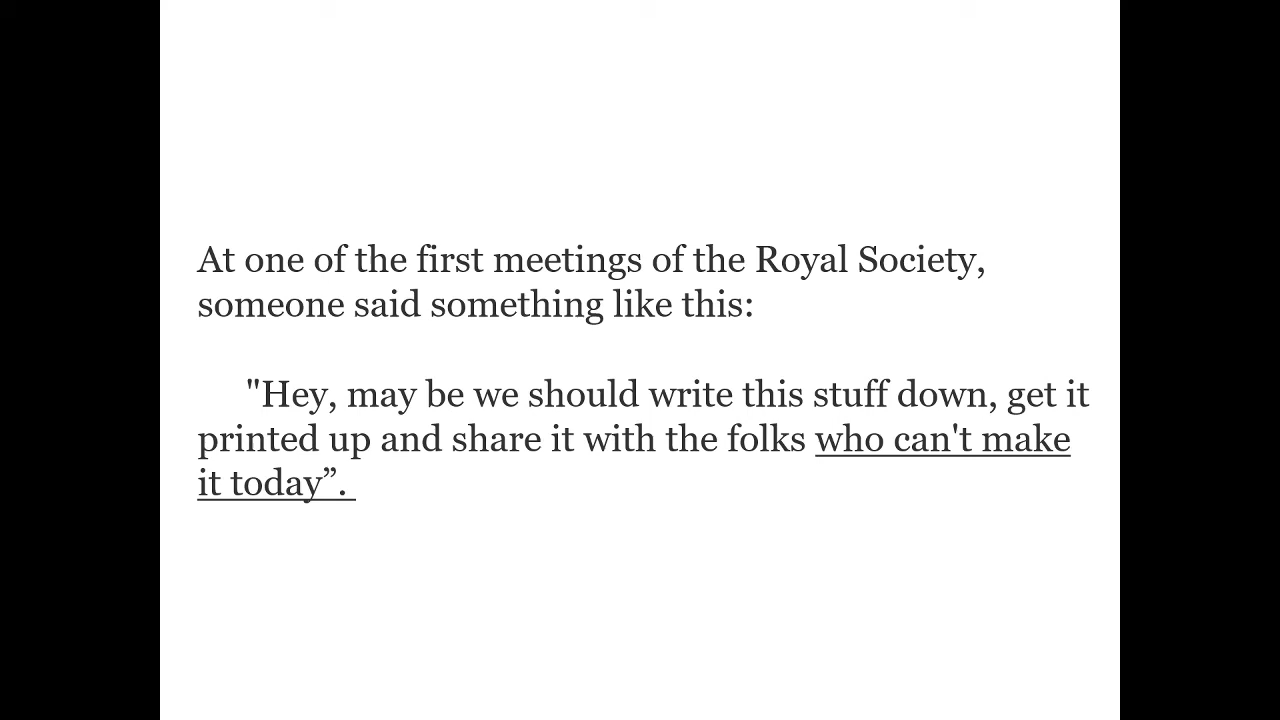 At one of the first meetings of the Royal Society,
someone said something like this:
"Hey, may be we should write this stuff down, get it
printed up and share it with the folks who can't make
it today”.